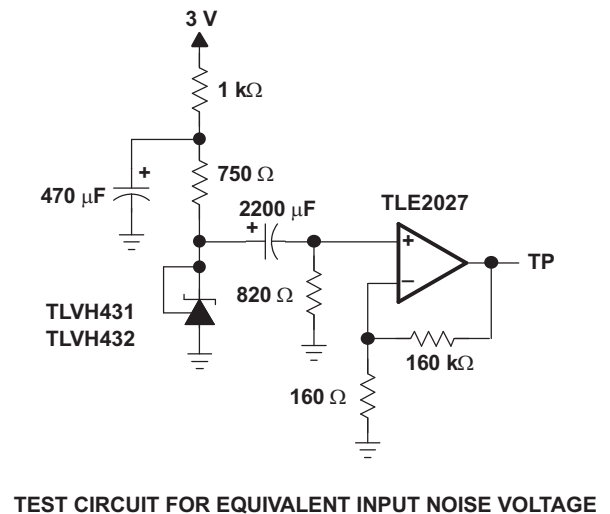 3 V
1 kΩ
+
470 μF
750 Ω
2200 μF
+
TLE2027
+
−
TP
820 Ω
TLVH431
TLVH432
160 kΩ
160 Ω
TEST CIRCUIT FOR EQUIVALENT INPUT NOISE VOLTAGE